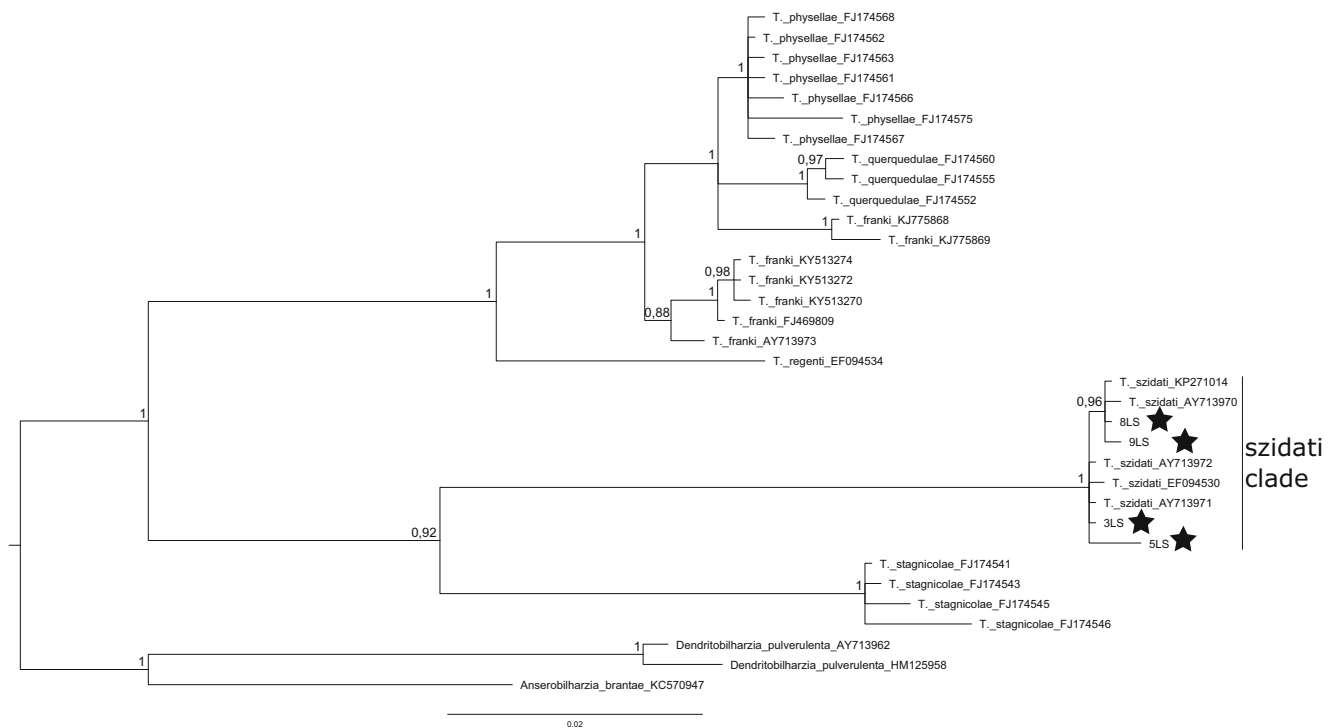 T._physellae_FJ174568
T._physellae_FJ174562
T._physellae_FJ174563
1
T._physellae_FJ174561
T._physellae_FJ174566
T._physellae_FJ174575
T._physellae_FJ174567
1
0,97
T._querquedulae_FJ174560
1
T._querquedulae_FJ174555
T._querquedulae_FJ174552
1
T._franki_KJ775868
1
T._franki_KJ775869
T._franki_KY513274
0,98
T._franki_KY513272
1
1
T._franki_KY513270
0,88
T._franki_FJ469809
T._franki_AY713973
T._regenti_EF094534
T._szidati_KP271014
0,96
T._szidati_AY713970
1
8LS
9LS
szidati
clade
T._szidati_AY713972
1
T._szidati_EF094530
T._szidati_AY713971
3LS
0,92
5LS
T._stagnicolae_FJ174541
1
T._stagnicolae_FJ174543
T._stagnicolae_FJ174545
T._stagnicolae_FJ174546
1
Dendritobilharzia_pulverulenta_AY713962
1
Dendritobilharzia_pulverulenta_HM125958
Anserobilharzia_brantae_KC570947
0.02